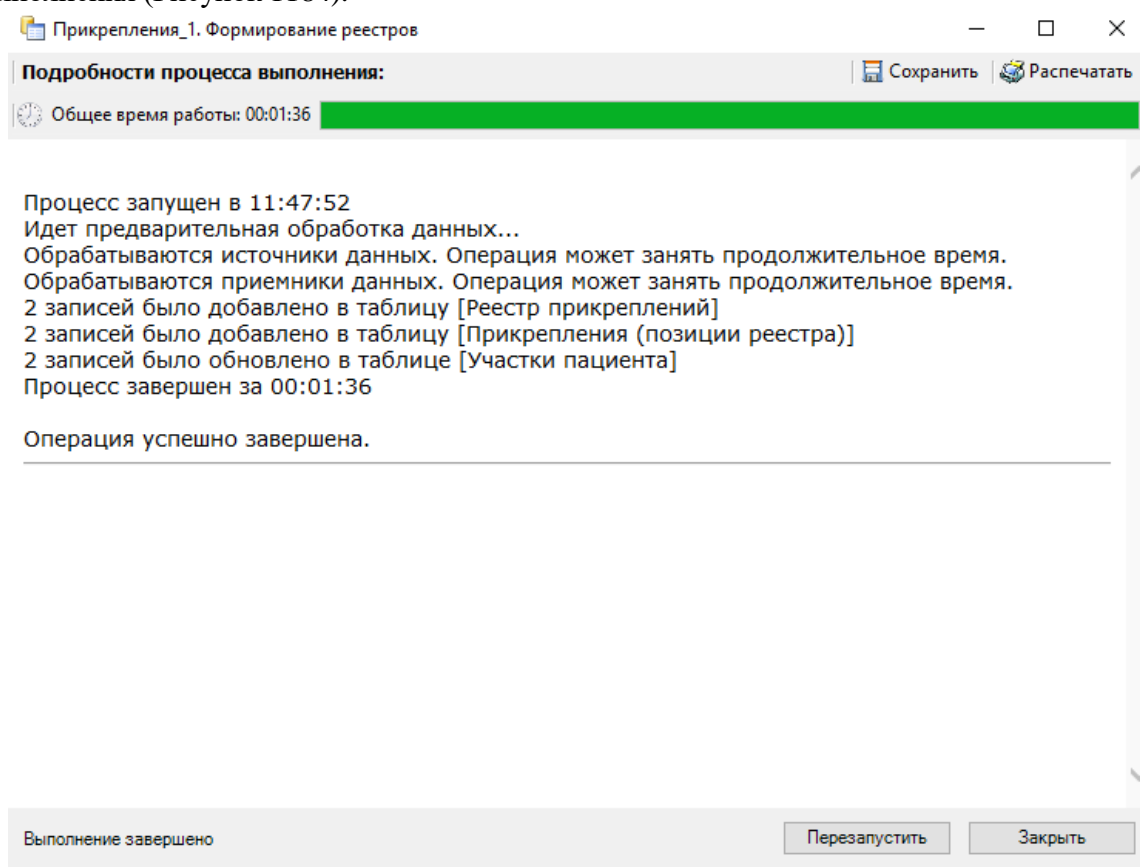 Прикрепления_1. Формирование реестров
Подробности процесса выполнения:
Сохранить
Распечатать
Общее время работы: 00:01:36
Процесс запущен в 11:47:52
Идет предварительная обработка данных...
Обрабатываются источники данных. Операция может занять продолжительное время.
Обрабатываются приемники данных. Операция может занять продолжительное время.
2 записей было добавлено в таблицу [Реестр прикреплений]
2 записей было добавлено в таблицу [Прикрепления (позиции реестра)]
2 записей было обновлено в таблице [Участки пациента]
Процесс завершен за 00:01:36
Операция успешно завершена.
Выполнение завершено
Перезапустить
Закрыть